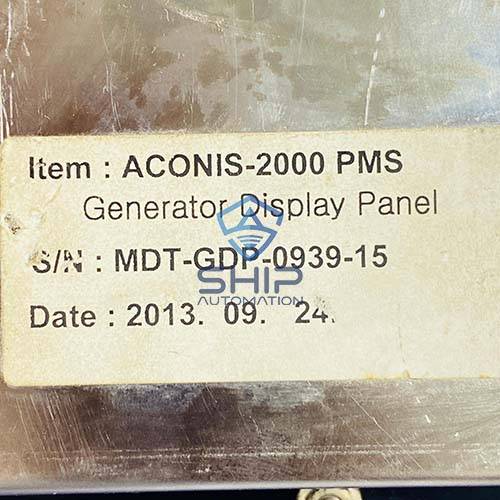 Item : ACONIS-2000 PMS
Generator Display Panel
S/N : MDT-GDP-0939-15
SHIP
AUTOMATION
Date : 2013. 09. 24.